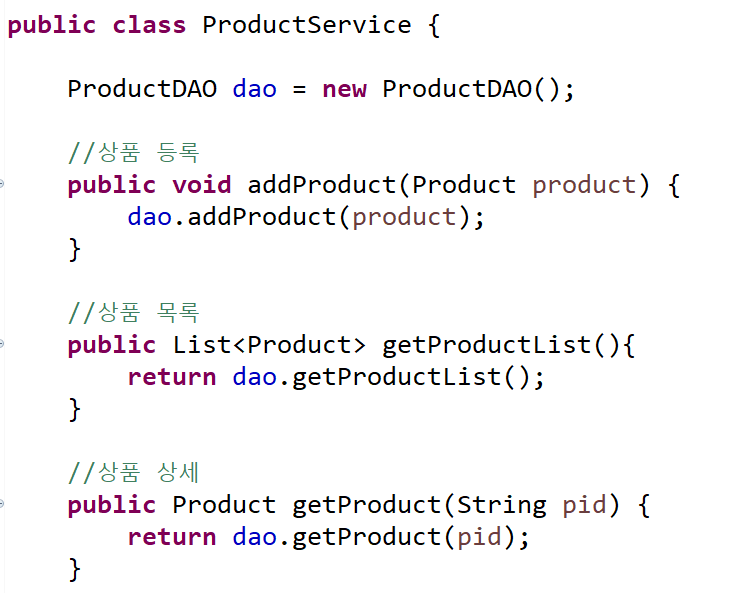 public class ProductService {
ProductDAO dao = new ProductDAO();
//상품 등록
public void addProduct(Product product) {
dao.addProduct(product);
}
//상품 목록
public List<Product> getProductList(){
return dao.getProductList();
}
//상품 상세
public Product getProduct(String pid) {
return dao.getProduct(pid);
}